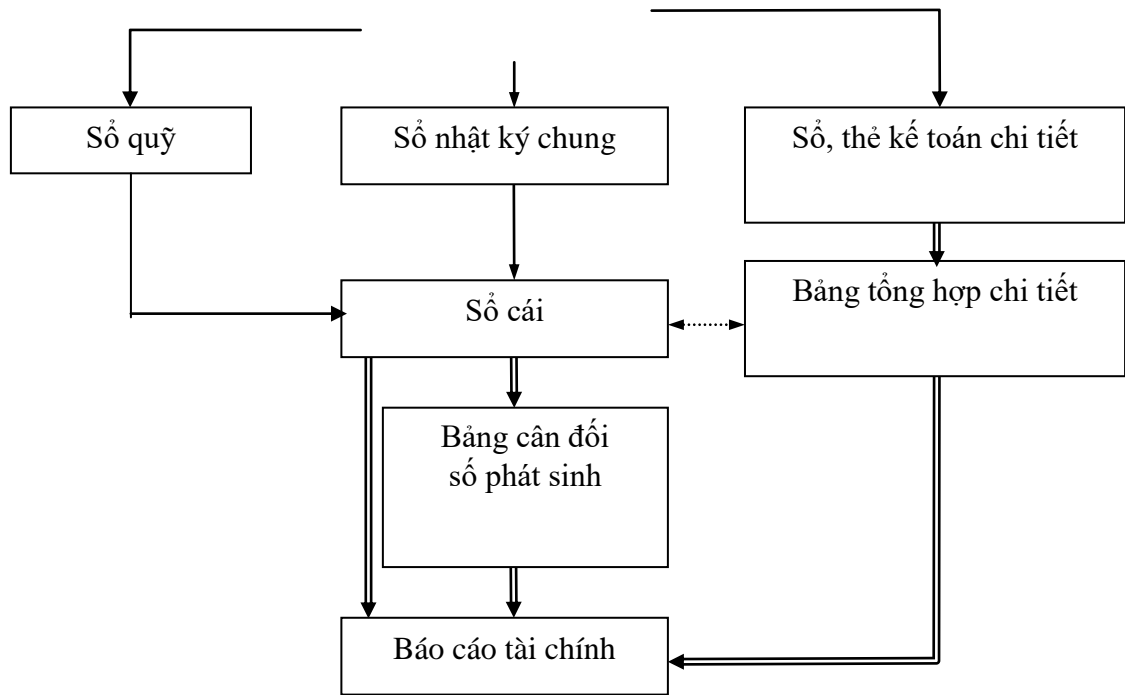 Sổ quỹ
Sổ nhật ký chung
Sổ, thẻ kế toán chi tiết
Sổ cái
Bảng tổng hợp chi tiết
Bảng cân đối
số phát sinh
Báo cáo tài chính